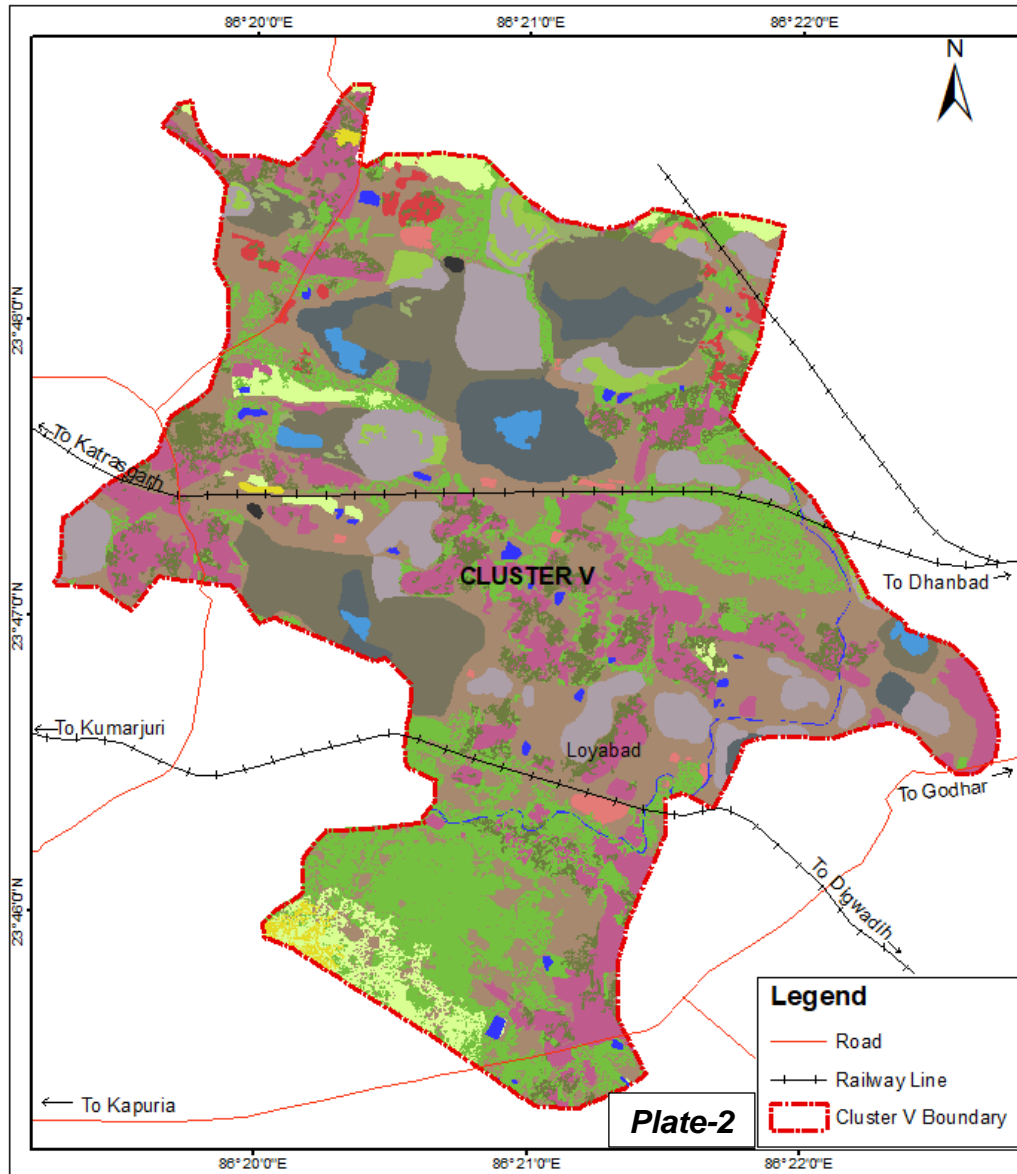 86°20'0"E
86°21'0"E
86°22'0"E
N
23°48'0"N
To Katrasgarh
CLUSTER V
To Dhanbad
23°47'0"N
To Kumarjuri
Loyabad
To Godhar
To Digwadih
23°46'0"N
Legend
Road
Railway Line
Cluster V Boundary
To Kapuria
Plate-2
86°20'0"E
86°21'0"E
86°22'0"E